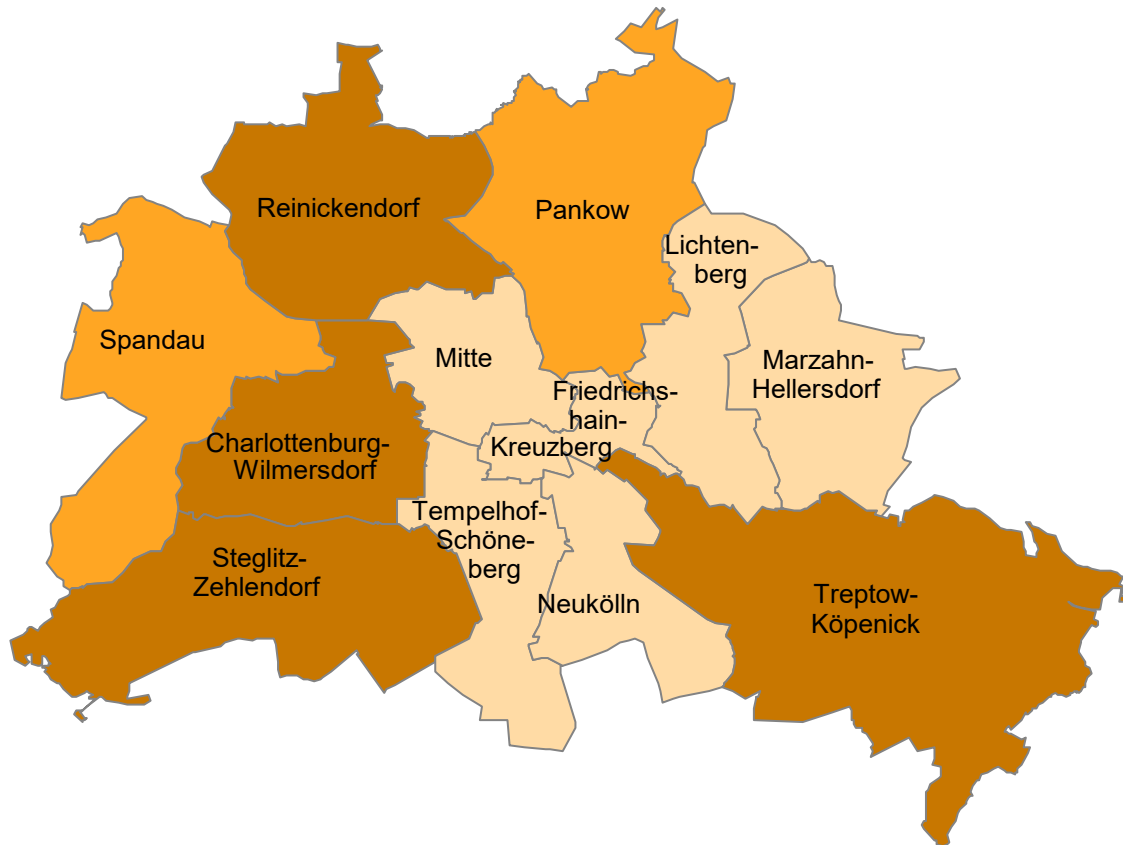 Reinickendorf
Pankow
Lichten-
berg
Spandau
Mitte
Marzahn-
Hellersdorf
Friedrichs-
hain-
Kreuzberg
Charlottenburg-
Wilmersdorf
Tempelhof-
Schöne-
berg
Steglitz-
Zehlendorf
Neukölln
Treptow-
Köpenick